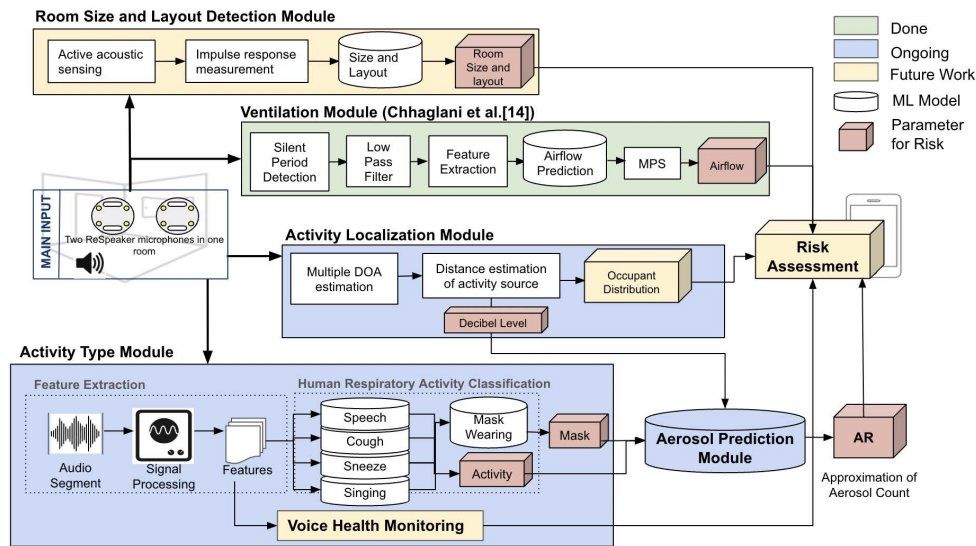 Room Size and Layout Detection Module
Active acoustic
sensing
Impulse response
measurement
Size and
Layout
Room
Size and
layout
Done
Ongoing
Future Work
ML Model
Parameter
for Risk
Ventilation Module (Chhaglani et al.[14])
Silent
Period
Detection
Low
Pass
Filter
Feature
Extraction
Airflow
Prediction
MPS
Airflow
MAIN INPUT
Two ReSpeaker microphones in one
room
Activity Localization Module
Multiple DOA
estimation
Distance estimation
of activity source
Occupant
Distribution
Decibel Level
Risk
Assessment
Activity Type Module
Feature Extraction
Audio
Segment
Signal
Processing
Features
Human Respiratory Activity Classification
Speech
Cough
Sneeze
Singing
Mask
Wearing
Mask
Activity
Voice Health Monitoring
Aerosol Prediction
Module
AR
Approximation of
Aerosol Count